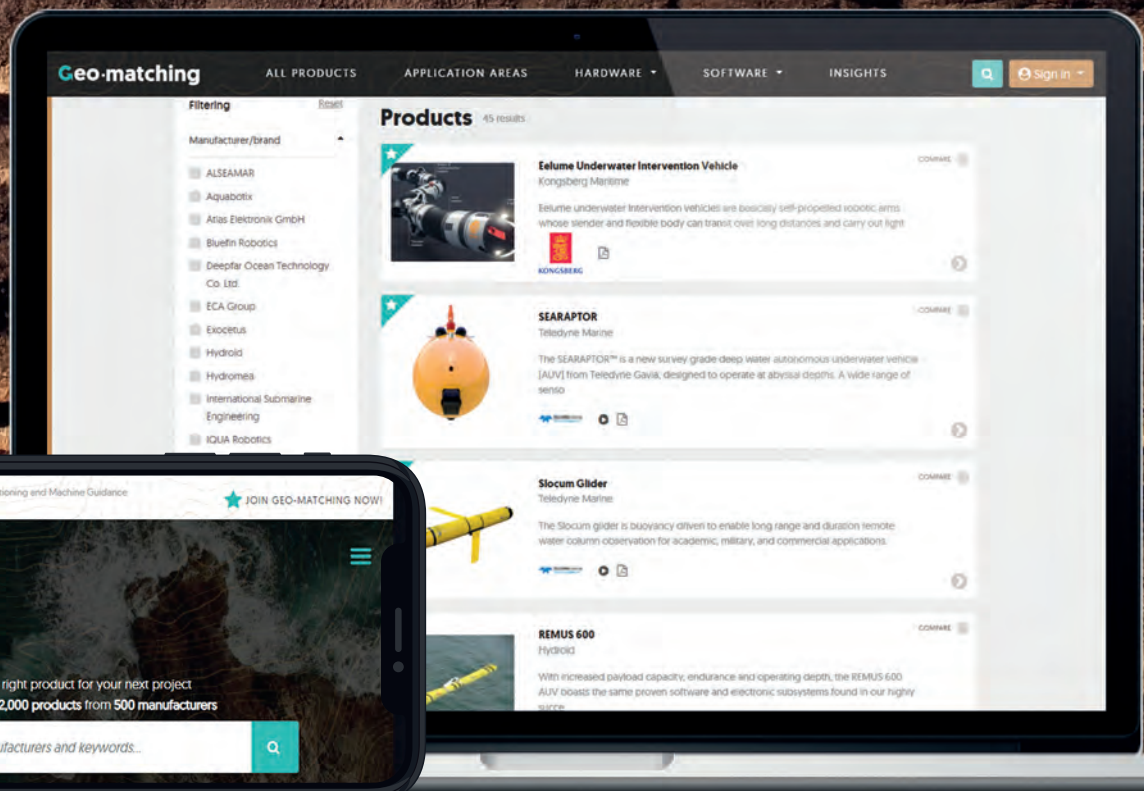 Geo-matching
ALL PRODUCTS
APPLICATION AREAS
HARDWARE
SOFTWARE
INSIGHTS
Sign in
Filtering
Reset
Manufacturer/brand
ALSEAMAR
Aquabotix
Atlas Elektronik GmbH
Bluefin Robotics
Deepfar Ocean Technology
Co. Ltd.
ECA Group
Exocetus
Hydroid
Hydromea
International Submarine
Engineering
IQUA Robotics
Products 45 results
Eelume Underwater Intervention Vehicle
COMPARE
Kongsberg Maritime
Eelume underwater intervention vehicles are basically self-propelled robotic arms
whose slender and flexible body can transit over long distances and carry out light
KONGSBERG
SEARAPTOR
COMPARE
Teledyne Marine
The SEARAPTOR™ is a new survey grade deep water autonomous underwater vehicle
[AUV] from Teledyne Gavia, designed to operate at abyssal depths. A wide range of
senso
Slocum Glider
COMPARE
Teledyne Marine
The Slocum glider is buoyancy driven to enable long range and duration remote
water column observation for academic, military, and commercial applications.
REMUS 600
COMPARE
Hydroid
With increased payload capacity, endurance and operating depth, the REMUS 600
AUV boasts the same proven software and electronic subsystems found in our highly
succe
tioning and Machine Guidance
JOIN GEO-MATCHING NOW!
right product for your next project
2,000 products from 500 manufacturers
ufacturers and keywords...